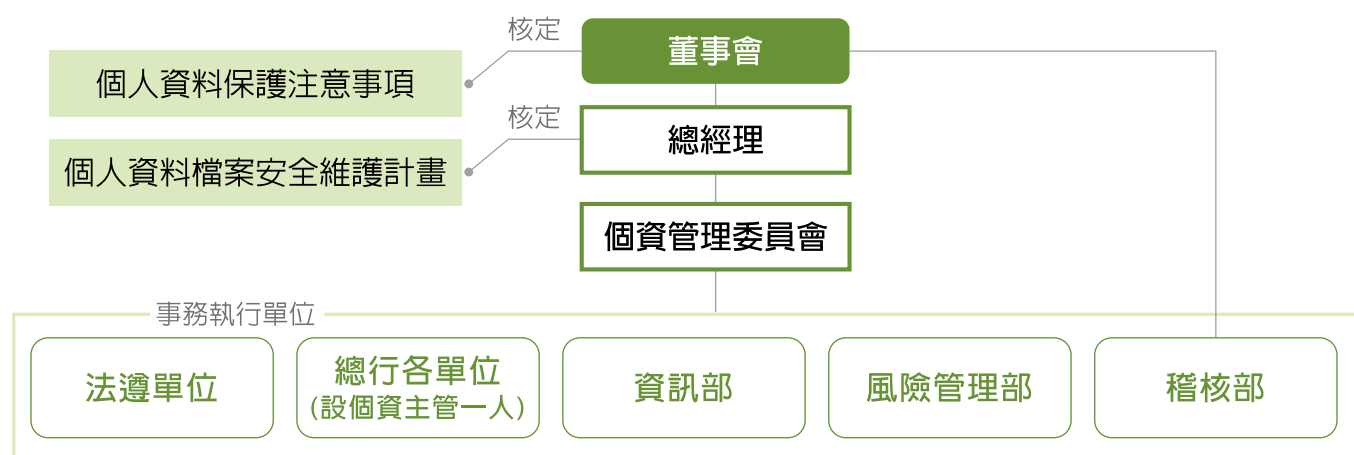 核定
董事會
個人資料保護注意事項
核定
總經理
個人資料檔案安全維護計畫
個資管理委員會
事務執行單位
法遵單位
總行各單位
(設個資主管一人)
資訊部
風險管理部
稽核部